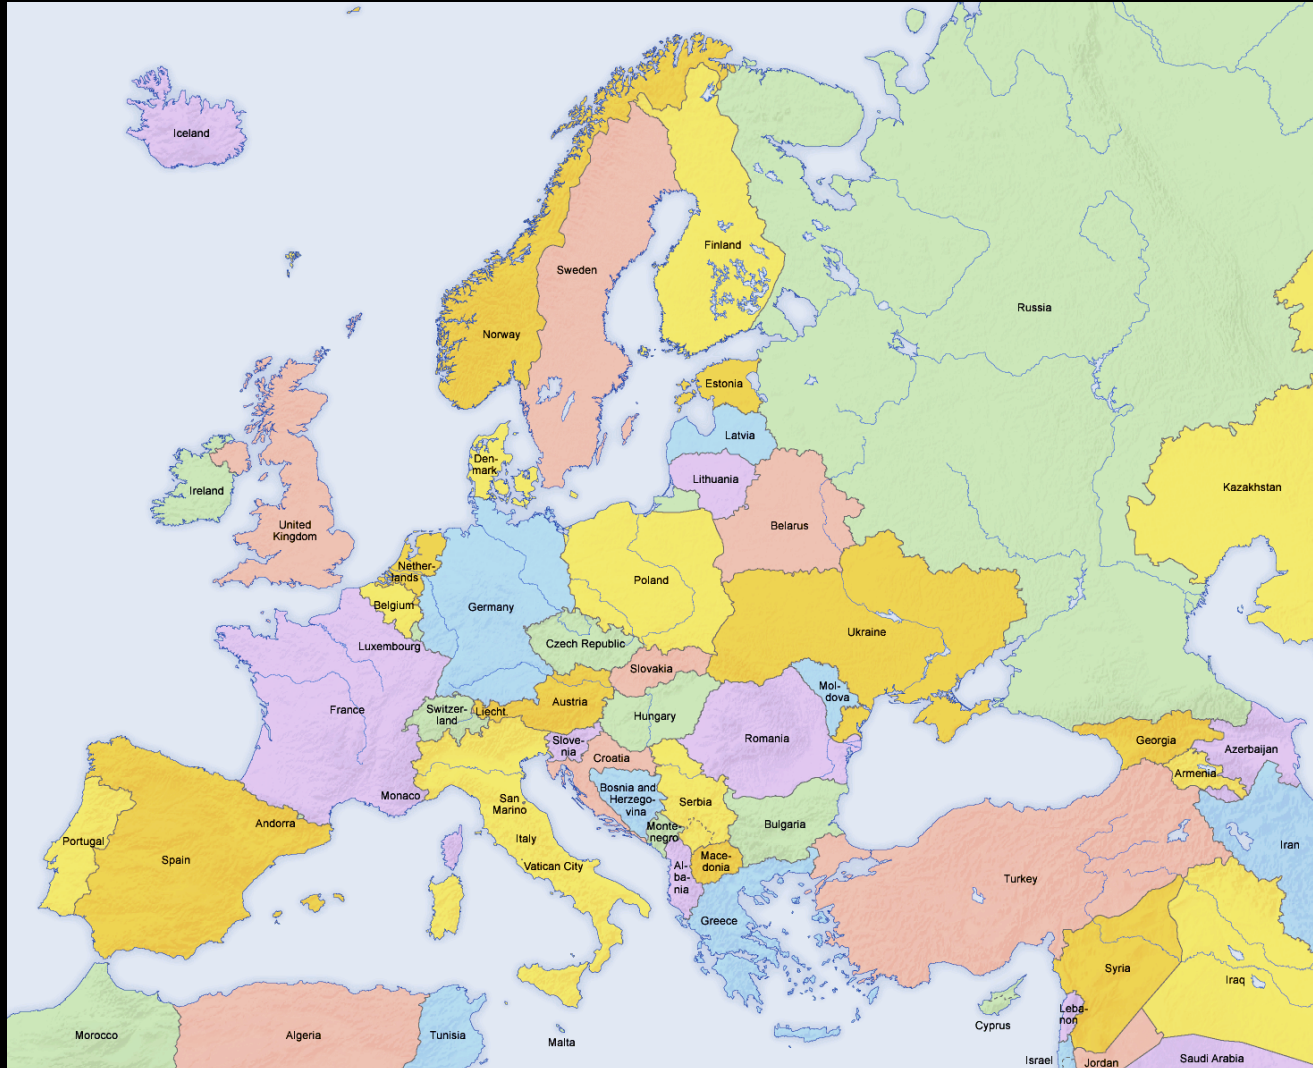 Iceland
Finland
Sweden
Russia
Norway
Estonia
Latvia
Den-
mark
Lithuania
Kazakhstan
Ireland
United
Kingdom
Belarus
Nether-
lands
Poland
Belgium
Germany
Ukraine
Luxembourg
Czech Republic
Slovakia
Mol-
dova
France
Switzer-
land
Liecht.
Austria
Hungary
Romania
Slove-
nia
Georgia
Azerbaijan
Croatia
Armenia
Monaco
San
Marino
Bosnia and
Herzego-
vina
Serbia
Andorra
Monte-
negro
Bulgaria
Portugal
Italy
Iran
Spain
Vatican City
Al-
ba-
nia
Mace-
donia
Turkey
Greece
Syria
Iraq
Leba-
non
Cyprus
Morocco
Algeria
Tunisia
Malta
Israel
Jordan
Saudi Arabia